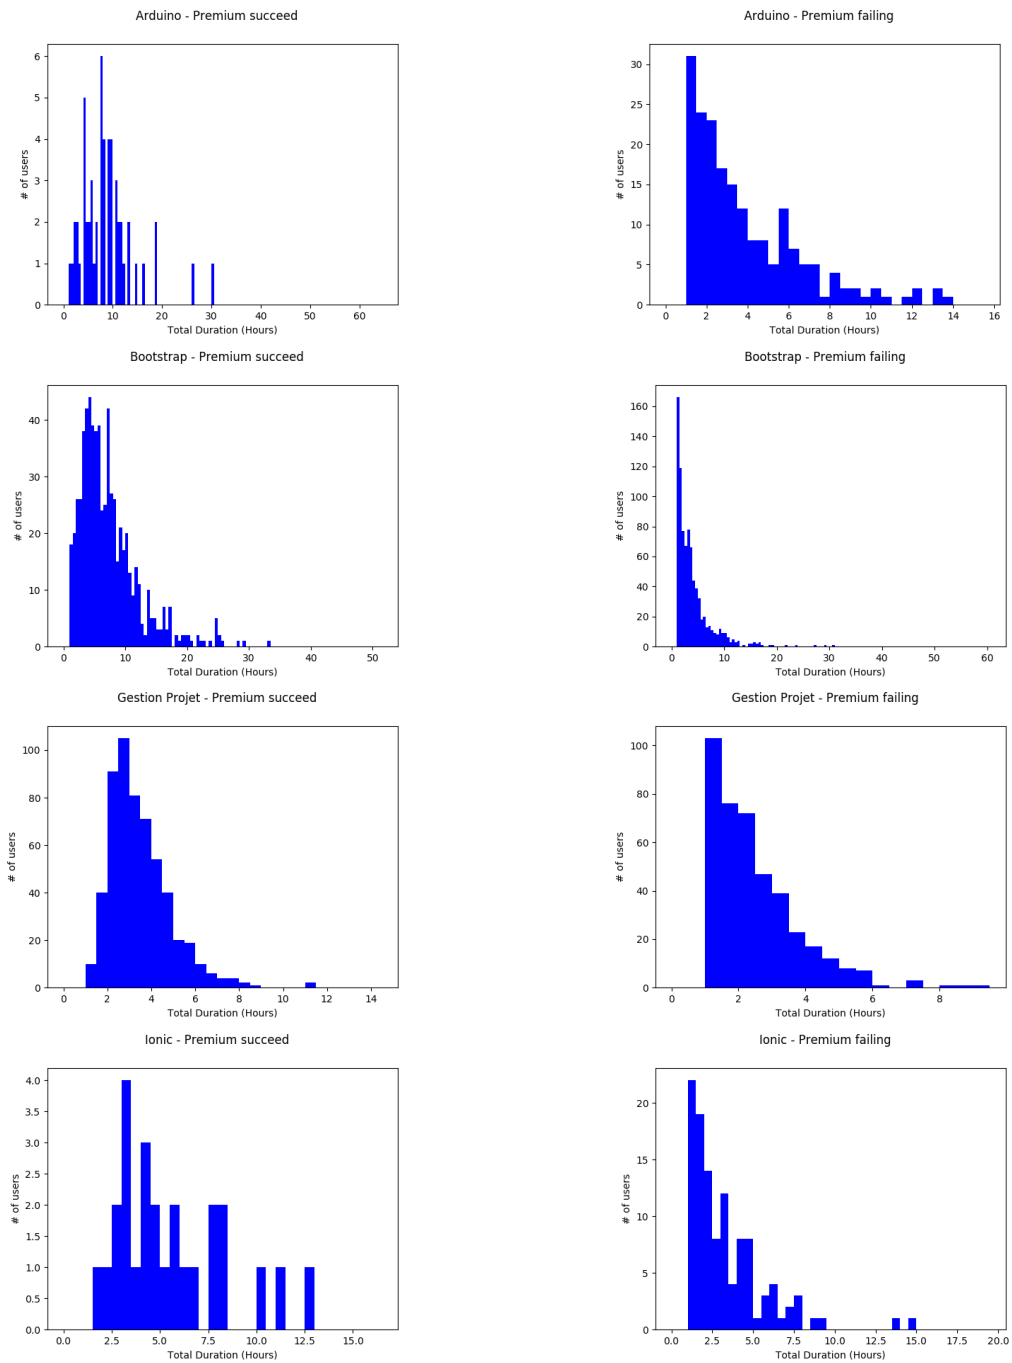 Arduino - Premium succeed
6
5
4
3
2
1
0
# of users
0 10 20 30 40 50 60
Total Duration (Hours)
Arduino - Premium failing
30
25
20
15
10
5
0
# of users
0 2 4 6 8 10 12 14 16
Total Duration (Hours)
Bootstrap - Premium succeed
40
30
20
10
0
# of users
0 10 20 30 40 50
Total Duration (Hours)
Bootstrap - Premium failing
160
140
120
100
80
60
40
20
0
# of users
0 10 20 30 40 50 60
Total Duration (Hours)
Gestion Projet - Premium succeed
100
80
60
40
20
0
# of users
0 2 4 6 8 10 12 14
Total Duration (Hours)
Gestion Projet - Premium failing
100
80
60
40
20
0
# of users
0 2 4 6 8
Total Duration (Hours)
Ionic - Premium succeed
4.0
3.5
3.0
2.5
2.0
1.5
1.0
0.5
0.0
# of users
0.0 2.5 5.0 7.5 10.0 12.5 15.0
Total Duration (Hours)
Ionic - Premium failing
20
15
10
5
0
# of users
0.0 2.5 5.0 7.5 10.0 12.5 15.0 17.5 20.0
Total Duration (Hours)